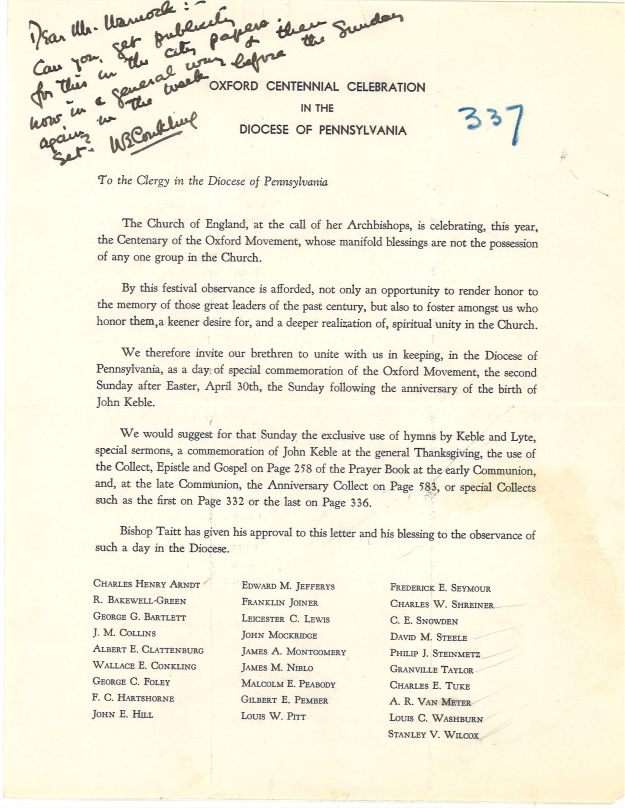 Dear Mr. Warnock:-
Can you get publicity
for this in the city papers
now in a general way & then
again in the week before the Sunday
set. WEConkling
OXFORD CENTENNIAL CELEBRATION
IN THE
DIOCESE OF PENNSYLVANIA
337
To the Clergy in the Diocese of Pennsylvania
The Church of England, at the call of her Archbishops, is celebrating, this year,
the Centenary of the Oxford Movement, whose manifold blessings are not the possession
of any one group in the Church.
By this festival observance is afforded, not only an opportunity to render honor to
the memory of those great leaders of the past century, but also to foster amongst us who
honor them,a keener desire for, and a deeper realization of, spiritual unity in the Church.
We therefore invite our brethren to unite with us in keeping, in the Diocese of
Pennsylvania, as a day of special commemoration of the Oxford Movement, the second
Sunday after Easter, April 30th, the Sunday following the anniversary of the birth of
John Keble.
We would suggest for that Sunday the exclusive use of hymns by Keble and Lyte,
special sermons, a commemoration of John Keble at the general Thanksgiving, the use of
the Collect, Epistle and Gospel on Page 258 of the Prayer Book at the early Communion,
and, at the late Communion, the Anniversary Collect on Page 583, or special Collects
such as the first on Page 332 or the last on Page 336.
Bishop Taitt has given his approval to this letter and his blessing to the observance of
such a day in the Diocese.
CHARLES HENRY ARNDT
R. BAKEWELL-GREEN
GEORGE G. BARTLETT
J. M. COLLINS
ALBERT E. CLATTENBURG
WALLACE E. CONKLING
GEORGE C. FOLEY
F. C. HARTSHORNE
JOHN E. HILL
EDWARD M. JEFFERYS
FRANKLIN JOINER
LEICESTER C. LEWIS
JOHN MOCKRIDGE
JAMES A. MONTGOMERY
JAMES M. NIBLO
MALCOLM E. PEABODY
GILBERT E. PEMBER
LOUIS W. PITT
FREDERICK E. SEYMOUR
CHARLES W. SHREINER
C. E. SNOWDEN
DAVID M. STEELE
PHILIP J. STEINMETZ
GRANVILLE TAYLOR
CHARLES E. TUKE
A. R. VAN METER
LOUIS C. WASHBURN
STANLEY V. WILCOX